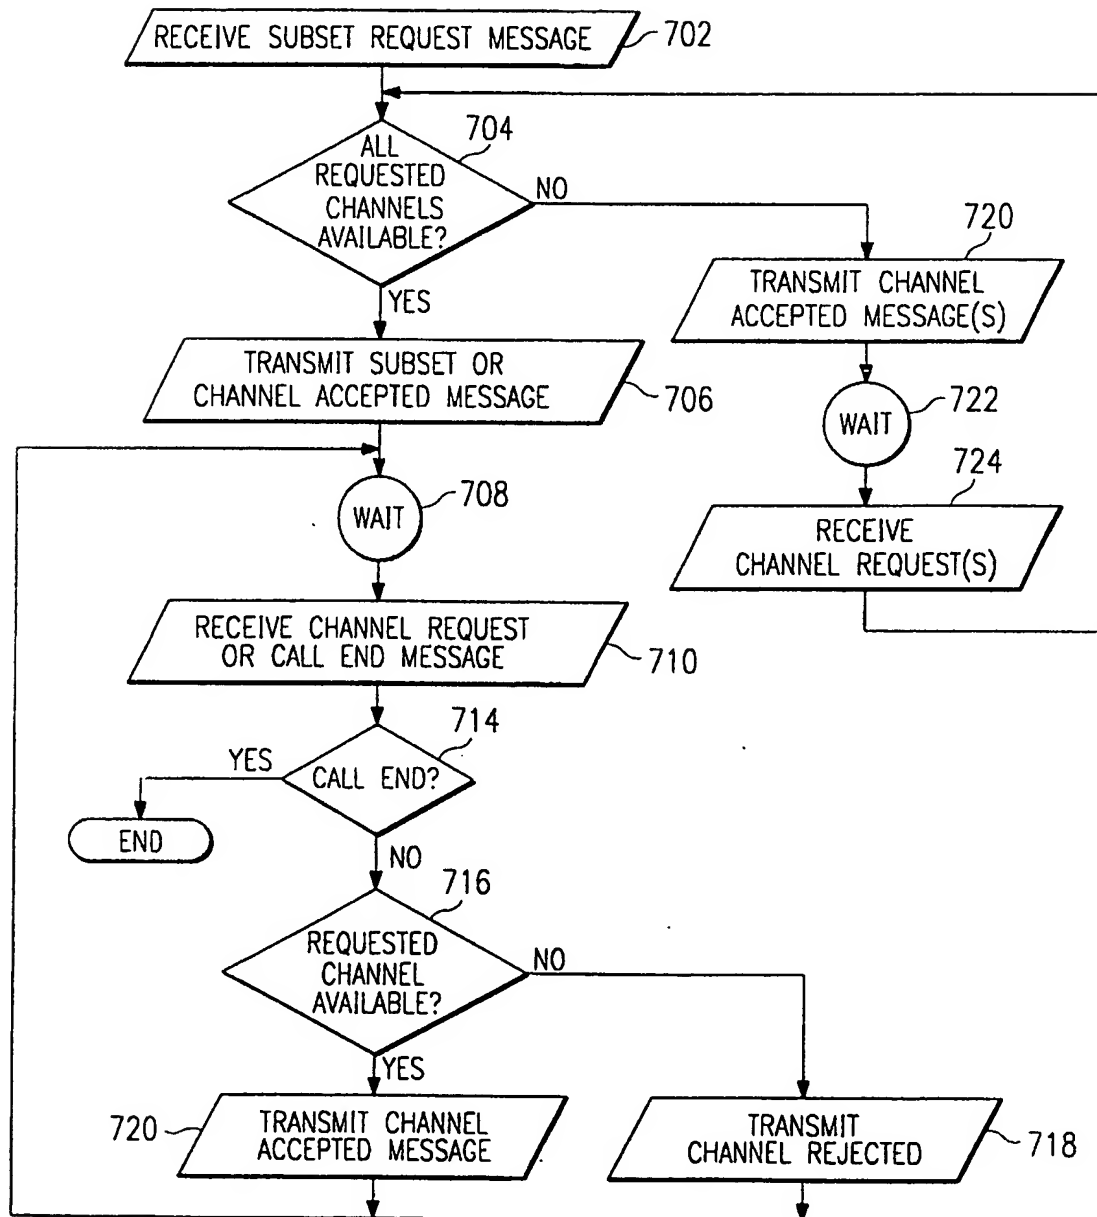 RECEIVE SUBSET REQUEST MESSAGE
702
ALL
REQUESTED
CHANNELS
AVAILABLE?
704
NO
YES
720
TRANSMIT CHANNEL
ACCEPTED MESSAGE(S)
TRANSMIT SUBSET OR
CHANNEL ACCEPTED MESSAGE
706
WAIT
722
WAIT
708
724
RECEIVE
CHANNEL REQUEST(S)
RECEIVE CHANNEL REQUEST
OR CALL END MESSAGE
710
714
YES
CALL END?
END
NO
716
REQUESTED
CHANNEL
AVAILABLE?
NO
YES
720
TRANSMIT CHANNEL
ACCEPTED MESSAGE
TRANSMIT
CHANNEL REJECTED
718